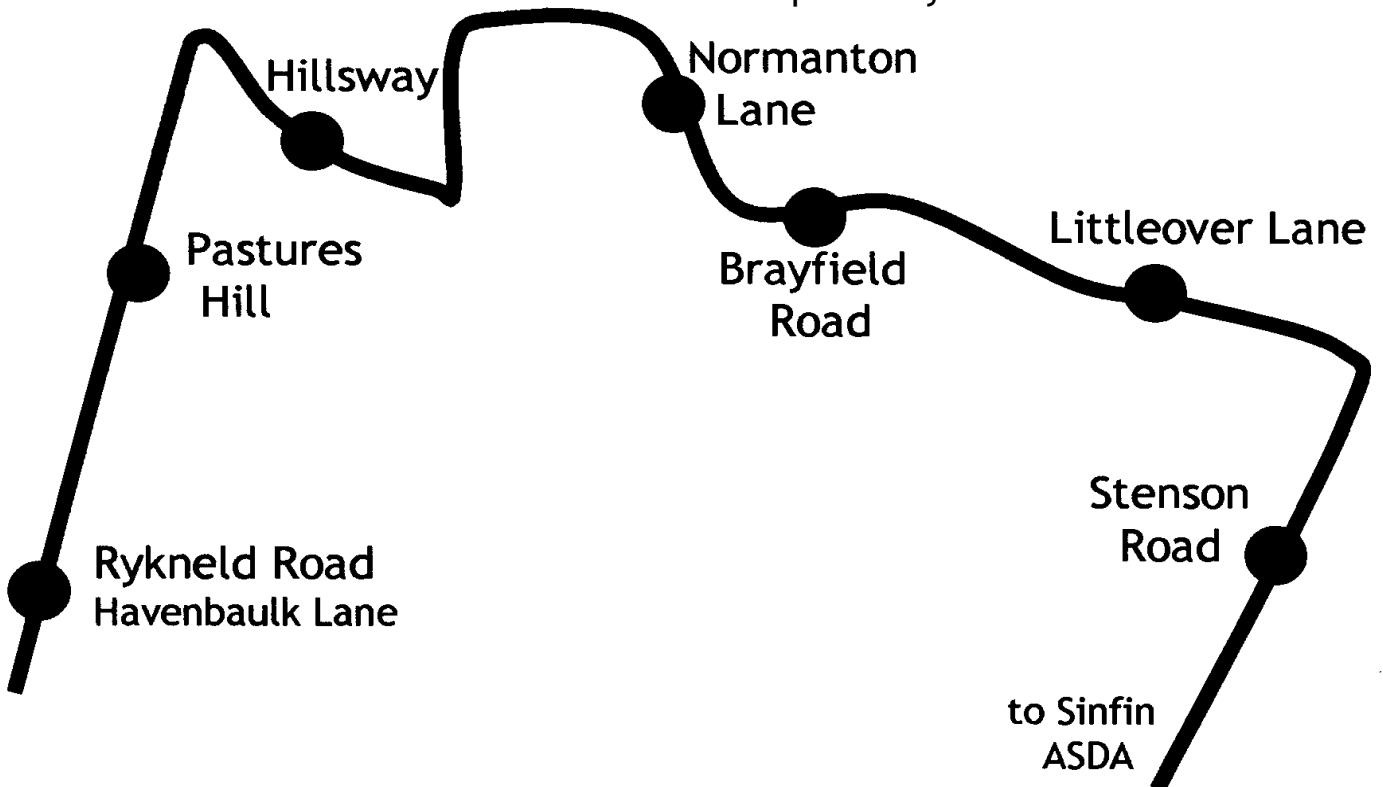 Hillsway
Normanton
Lane
Pastures
Hill
Brayfield
Road
Littleover Lane
Rykneld Road
Havenbaulk Lane
Stenson
Road
to Sinfin
ASDA